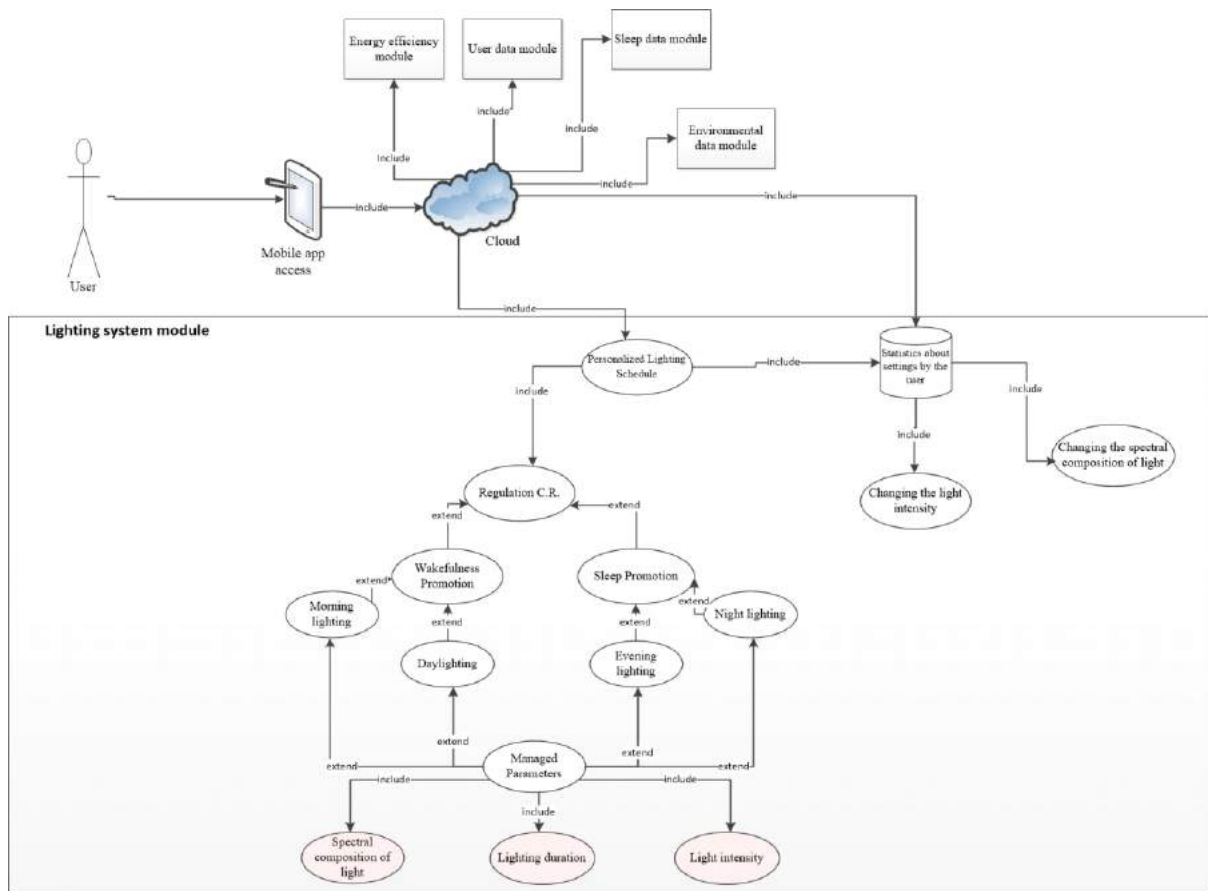 Energy efficiency
module
User data module
Sleep data module
include
include
include
Environmental
data module
include
include
include
include
Cloud
Mobile app
access
User
include
Lighting system module
Personalized Lighting
Schedule
include
Statistics about
settings by the
user
include
include
include
Changing the spectral
composition of light
Regulation C.R.
Changing the light
intensity
extend
extend
Wakefulness
Promotion
Sleep Promotion
extend
extend
Morning
lighting
Night lighting
extend
extend
Daylighting
Evening
lighting
extend
extend
extend
Managed
Parameters
extend
include
include
include
Spectral
composition of
light
Lighting duration
Light intensity